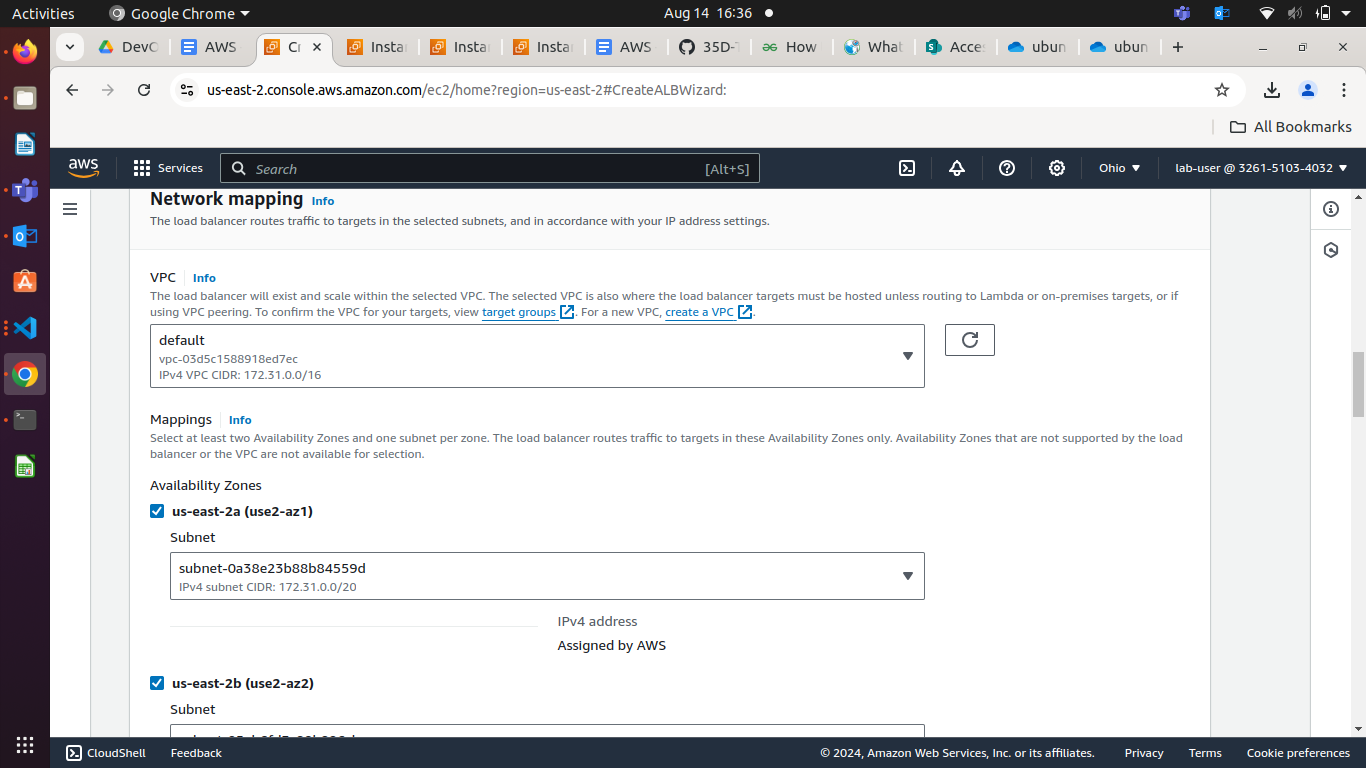 Activities
Google Chrome
Aug 14 16:36
DevO
AWS
Cr
Instan
Insta
Instan
AWS
35D-
How
What
Acces
ubun
ubun
us-east-2.console.aws.amazon.com/ec2/home?region=us-east-2#CreateALBWizard:
All Bookmarks
aws
Services
Search
[Alt+S]
Ohio
lab-user @ 3261-5103-4032
Network mapping Info
The load balancer routes traffic to targets in the selected subnets, and in accordance with your IP address settings.
VPC Info
The load balancer will exist and scale within the selected VPC. The selected VPC is also where the load balancer targets must be hosted unless routing to Lambda or on-premises targets, or if
using VPC peering. To confirm the VPC for your targets, view target groups. For a new VPC, create a VPC.
default
vpc-03d5c1588918ed7ec
IPv4 VPC CIDR: 172.31.0.0/16
Mappings Info
Select at least two Availability Zones and one subnet per zone. The load balancer routes traffic to targets in these Availability Zones only. Availability Zones that are not supported by the load
balancer or the VPC are not available for selection.
Availability Zones
us-east-2a (use2-az1)
Subnet
subnet-0a38e23b88b84559d
IPv4 subnet CIDR: 172.31.0.0/20
IPv4 address
Assigned by AWS
us-east-2b (use2-az2)
Subnet
CloudShell
Feedback
© 2024, Amazon Web Services, Inc. or its affiliates.
Privacy
Terms
Cookie preferences